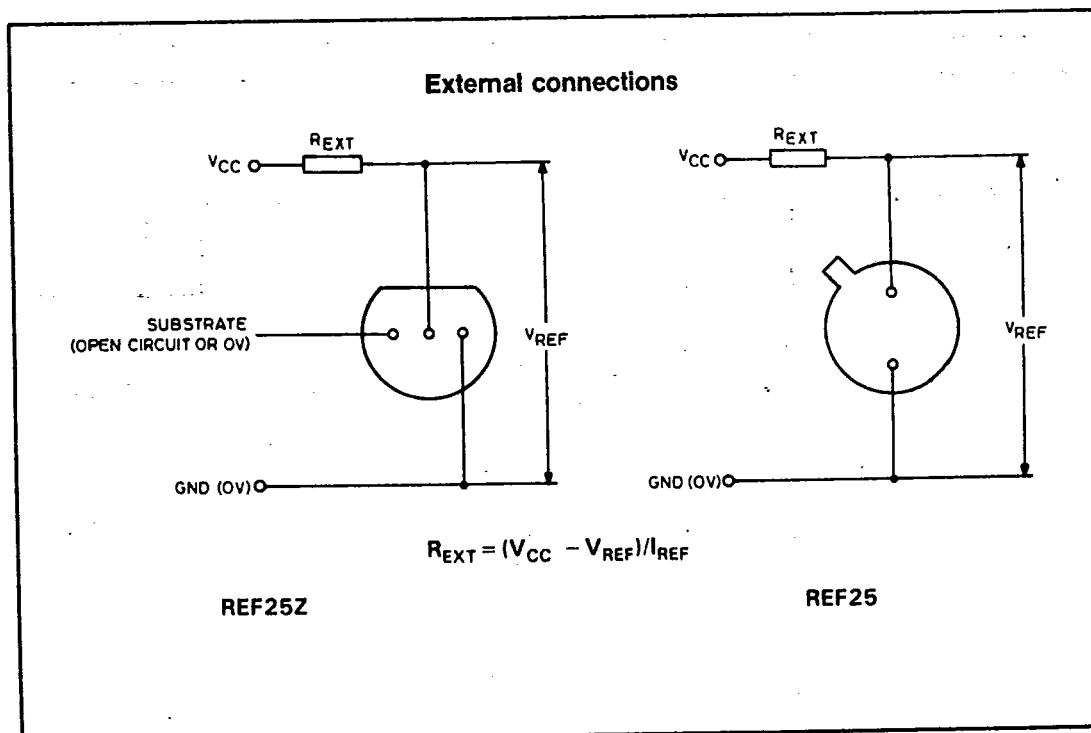 External connections
R_EXT
V_CC
SUBSTRATE
(OPEN CIRCUIT OR 0V)
V_REF
GND (0V)
R_EXT
V_CC
V_REF
GND (0V)
R_EXT = (V_CC − V_REF)/I_REF
REF25Z
REF25